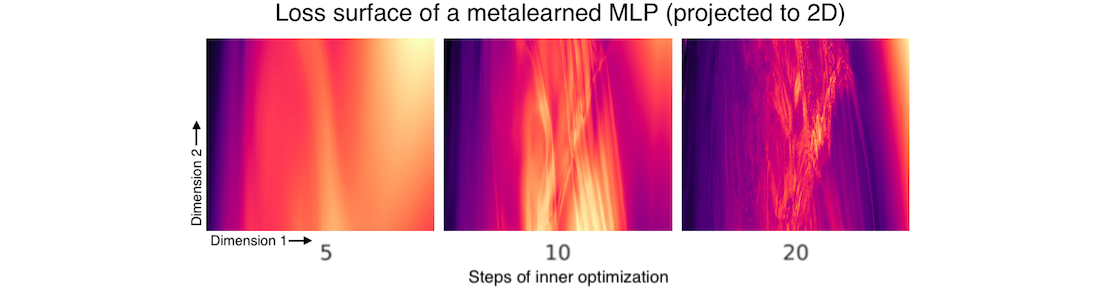 Loss surface of a metalearned MLP (projected to 2D)
Dimension 2
Dimension 1
5
10
20
Steps of inner optimization